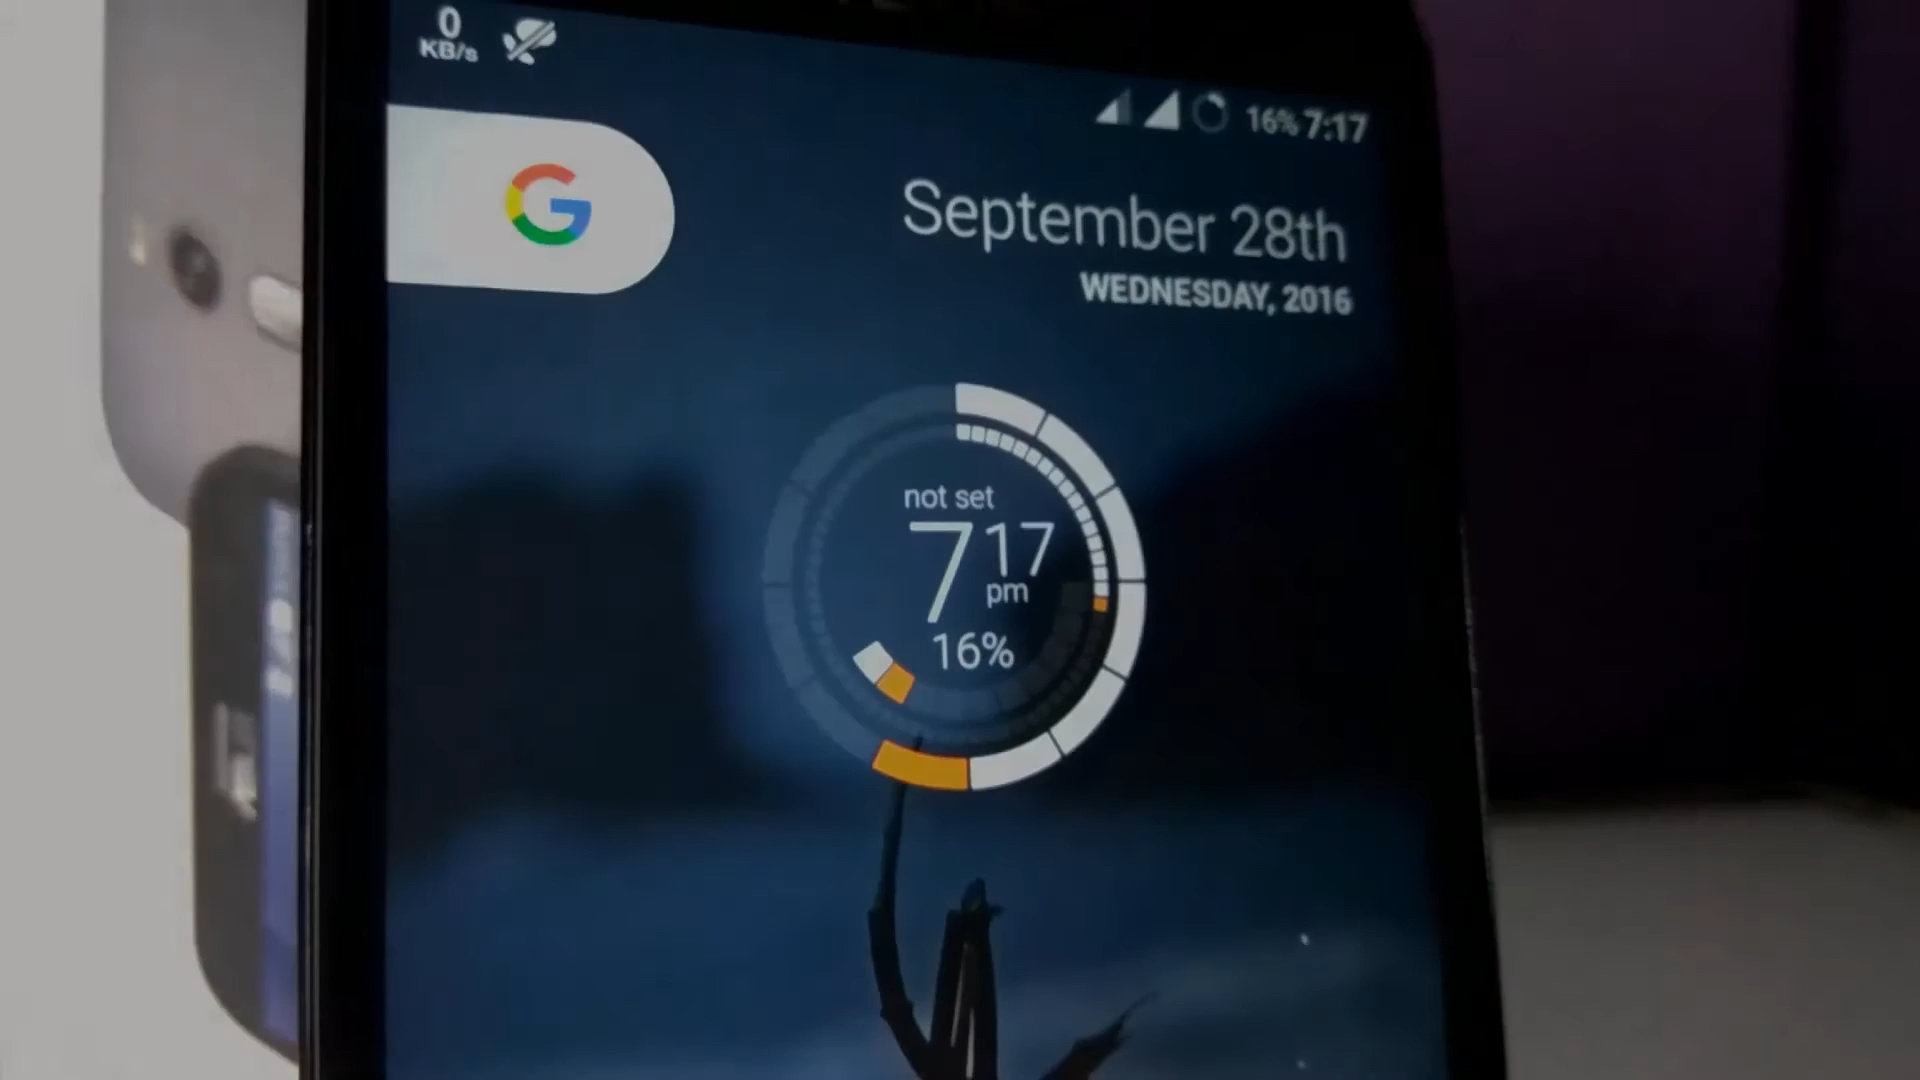 0
KB/s
16% 7:17
G
September 28th
WEDNESDAY, 2016
not set
7 17
pm
16%